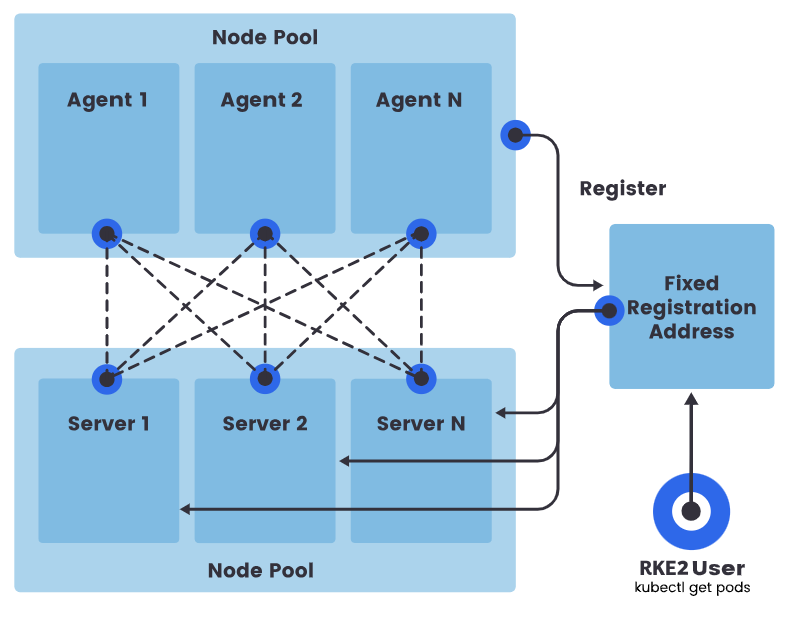 Node Pool
Agent 1
Agent 2
Agent N
Register
Fixed
Registration
Address
Server 1
Server 2
Server N
Node Pool
RKE2 User
kubectl get pods